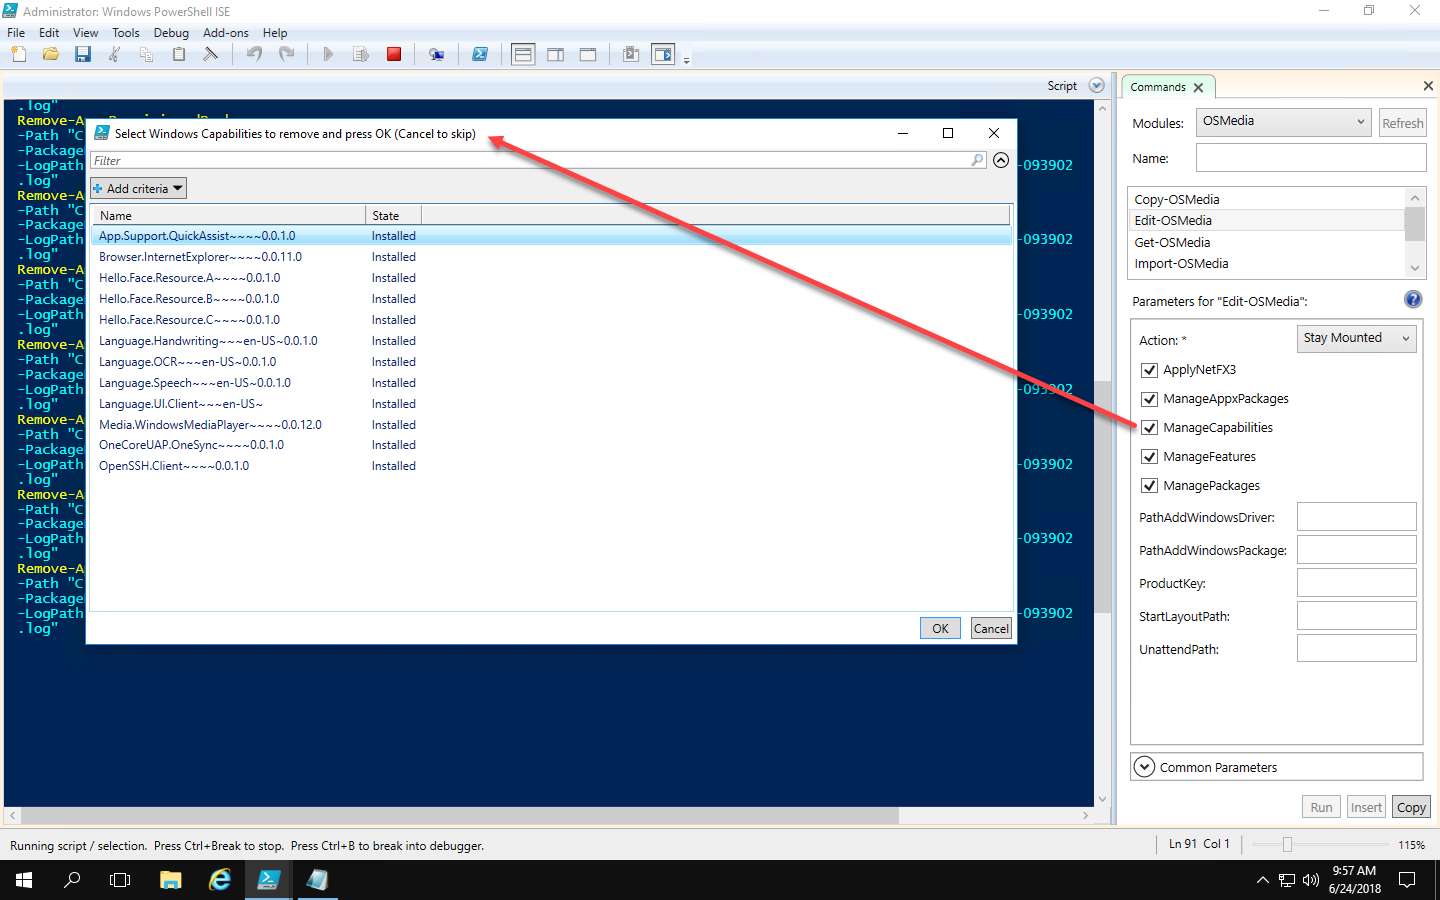 Administrator: Windows PowerShell ISE
File Edit View Tools Debug Add-ons Help
Script
.log"
-Path "C
-Package
-LogPath
-093902
.log"
Remove-A
-Path "C
-Package
-LogPath
-093902
.log"
Remove-A
-Path "C
-Package
-LogPath
-093902
.log"
Remove-A
-Path "C
-Package
-LogPath
-093902
.log"
Remove-A
-Path "C
-Package
-LogPath
-093902
.log"
Remove-A
-Path "C
-Package
-LogPath
-093902
.log"
Remove-A
-Path "C
-Package
-LogPath
-093902
.log"
Select Windows Capabilities to remove and press OK (Cancel to skip)
Filter
Add criteria
Name State
App.Support.QuickAssist~~~~0.0.1.0 Installed
Browser.InternetExplorer~~~~0.0.11.0 Installed
Hello.Face.Resource.A~~~~0.0.1.0 Installed
Hello.Face.Resource.B~~~~0.0.1.0 Installed
Hello.Face.Resource.C~~~~0.0.1.0 Installed
Language.Handwriting~~~en-US~0.0.1.0 Installed
Language.OCR~~~en-US~0.0.1.0 Installed
Language.Speech~~~en-US~0.0.1.0 Installed
Language.UI.Client~~~en-US~ Installed
Media.WindowsMediaPlayer~~~~0.0.12.0 Installed
OneCoreUAP.OneSync~~~~0.0.1.0 Installed
OpenSSH.Client~~~~0.0.1.0 Installed
OK Cancel
Commands
Modules: OSMedia Refresh
Name:
Copy-OSMedia
Edit-OSMedia
Get-OSMedia
Import-OSMedia
Parameters for "Edit-OSMedia":
Action: * Stay Mounted
ApplyNetFX3
ManageAppxPackages
ManageCapabilities
ManageFeatures
ManagePackages
PathAddWindowsDriver:
PathAddWindowsPackage:
ProductKey:
StartLayoutPath:
UnattendPath:
Common Parameters
Run Insert Copy
Running script / selection. Press Ctrl+Break to stop. Press Ctrl+B to break into debugger.
Ln 91 Col 1
115%
9:57 AM
6/24/2018